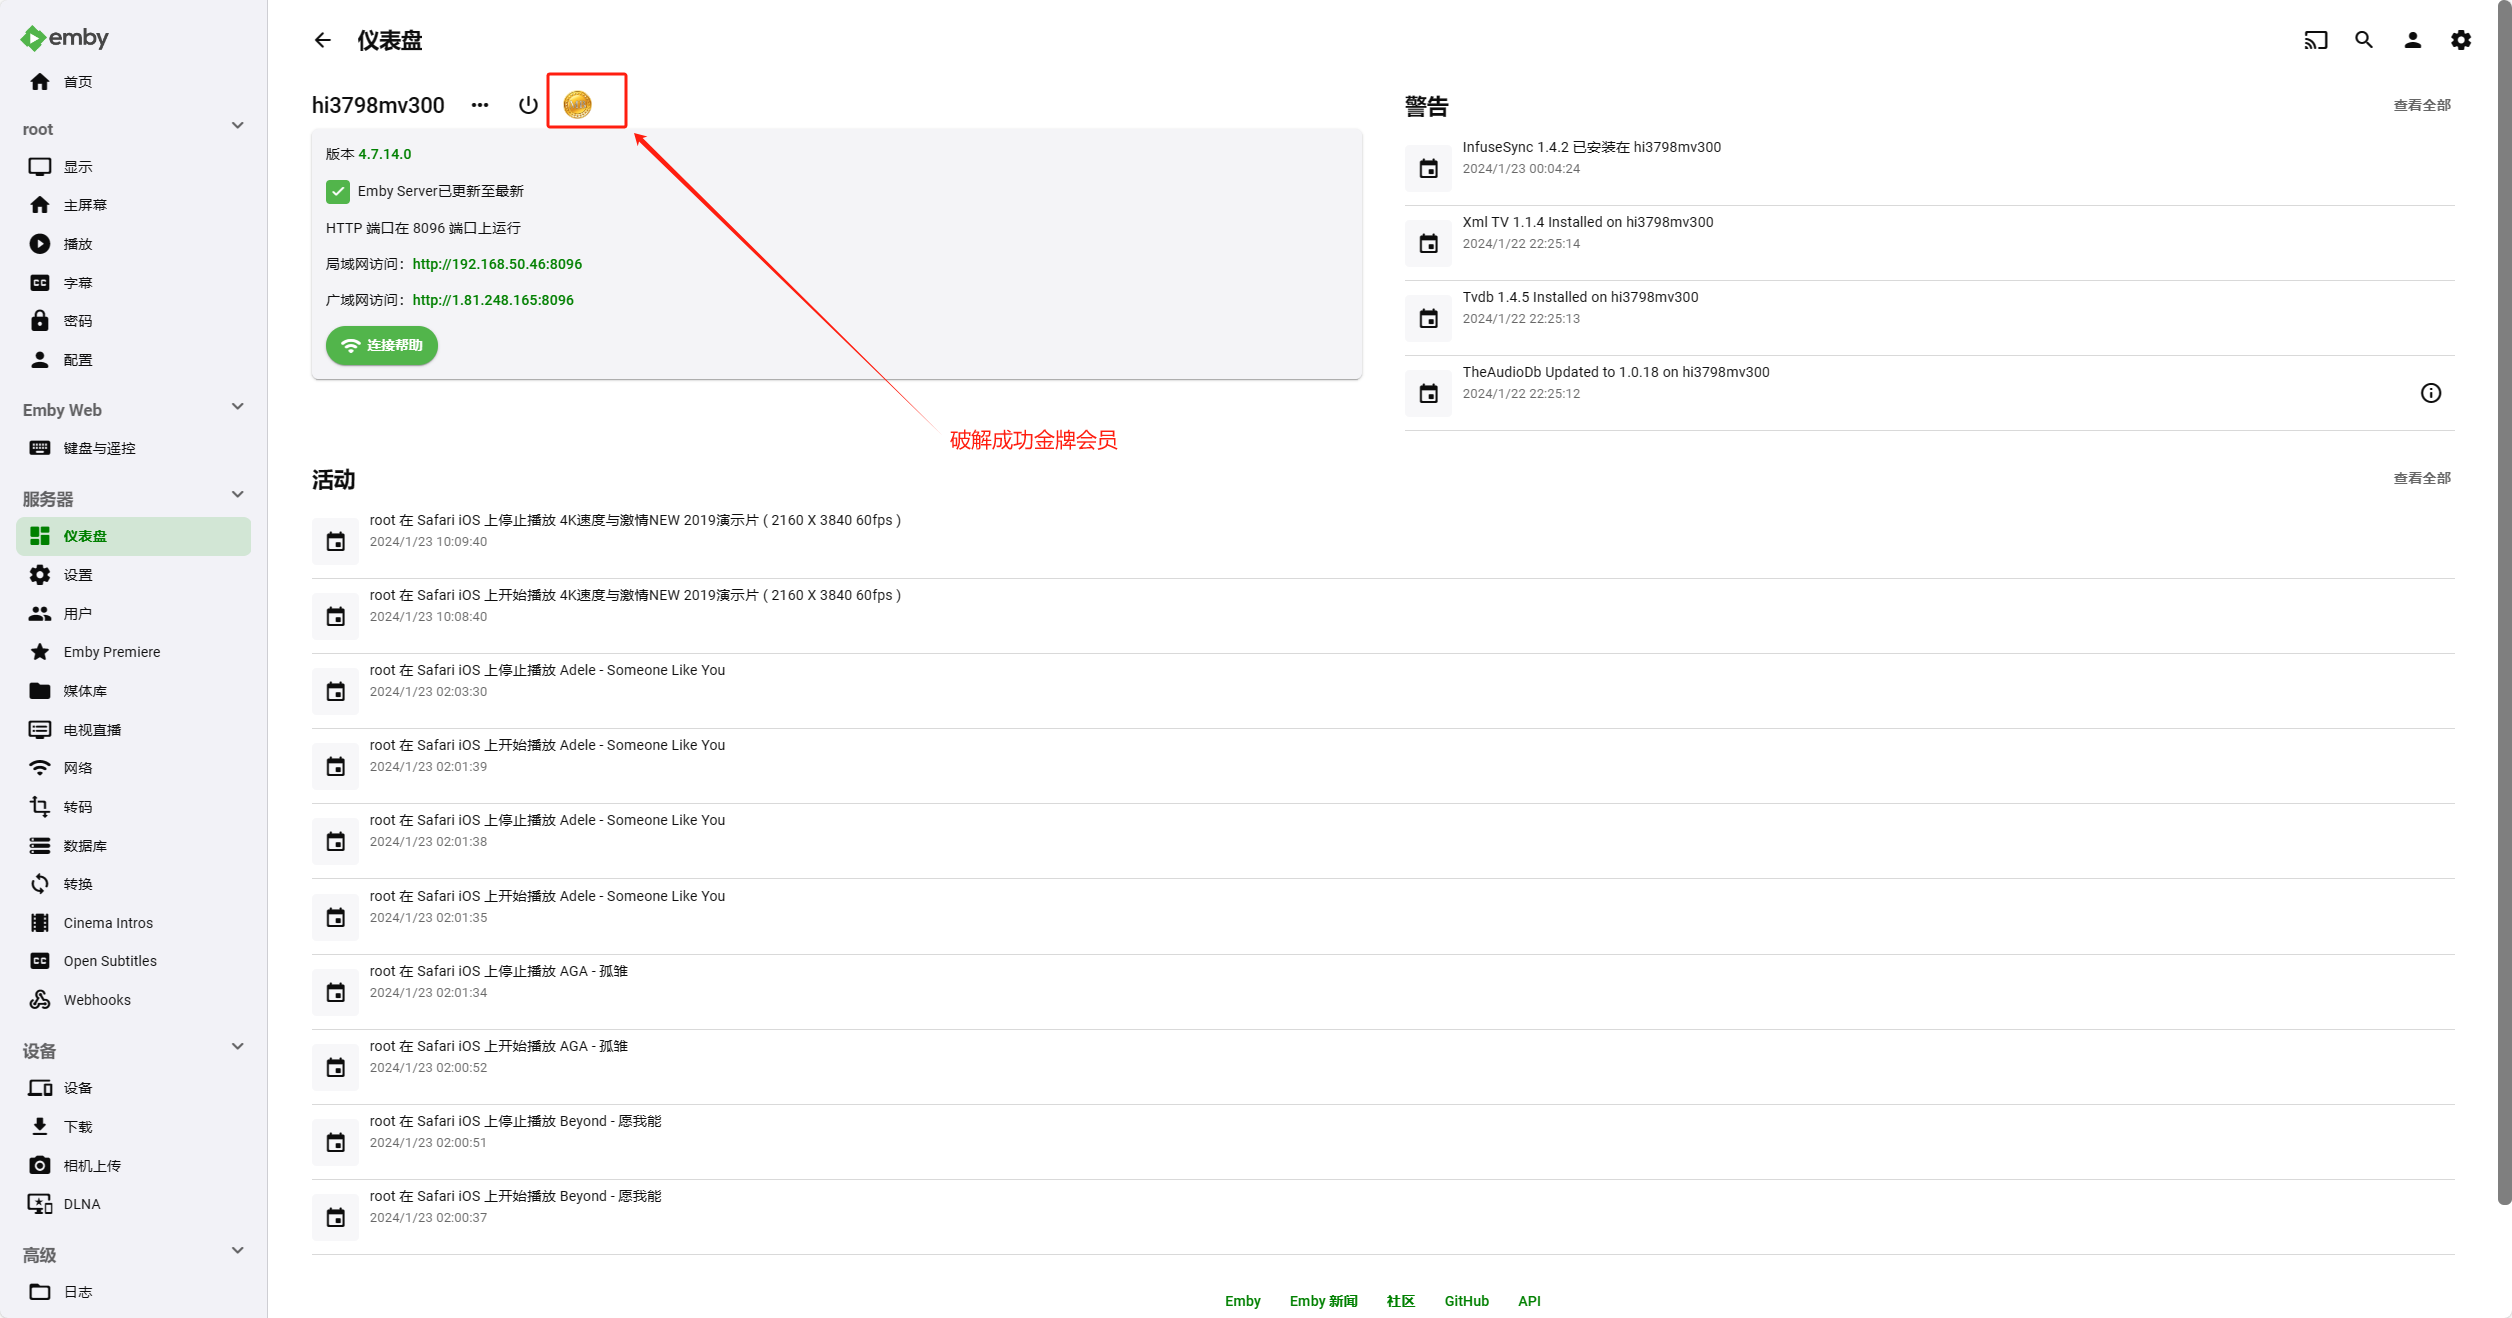 emby
首页
root
显示
主屏幕
播放
字幕
密码
配置
Emby Web
键盘与遥控
服务器
仪表盘
设置
用户
Emby Premiere
媒体库
电视直播
网络
转码
数据库
转换
Cinema Intros
Open Subtitles
Webhooks
设备
设备
下载
相机上传
DLNA
高级
日志
仪表盘
hi3798mv300
版本 4.7.14.0
Emby Server已更新至最新
HTTP 端口在 8096 端口上运行
局域网访问：http://192.168.50.46:8096
广域网访问：http://1.81.248.165:8096
连接帮助
破解成功金牌会员
警告
查看全部
InfuseSync 1.4.2 已安装在 hi3798mv300
2024/1/23 00:04:24
Xml TV 1.1.4 Installed on hi3798mv300
2024/1/22 22:25:14
Tvdb 1.4.5 Installed on hi3798mv300
2024/1/22 22:25:13
TheAudioDb Updated to 1.0.18 on hi3798mv300
2024/1/22 22:25:12
活动
查看全部
root 在 Safari iOS 上停止播放 4K速度与激情NEW 2019演示片 ( 2160 X 3840 60fps )
2024/1/23 10:09:40
root 在 Safari iOS 上开始播放 4K速度与激情NEW 2019演示片 ( 2160 X 3840 60fps )
2024/1/23 10:08:40
root 在 Safari iOS 上停止播放 Adele - Someone Like You
2024/1/23 02:03:30
root 在 Safari iOS 上开始播放 Adele - Someone Like You
2024/1/23 02:01:39
root 在 Safari iOS 上停止播放 Adele - Someone Like You
2024/1/23 02:01:38
root 在 Safari iOS 上开始播放 Adele - Someone Like You
2024/1/23 02:01:35
root 在 Safari iOS 上停止播放 AGA - 孤雏
2024/1/23 02:01:34
root 在 Safari iOS 上开始播放 AGA - 孤雏
2024/1/23 02:00:52
root 在 Safari iOS 上停止播放 Beyond - 愿我能
2024/1/23 02:00:51
root 在 Safari iOS 上开始播放 Beyond - 愿我能
2024/1/23 02:00:37
Emby Emby 新闻 社区 GitHub API